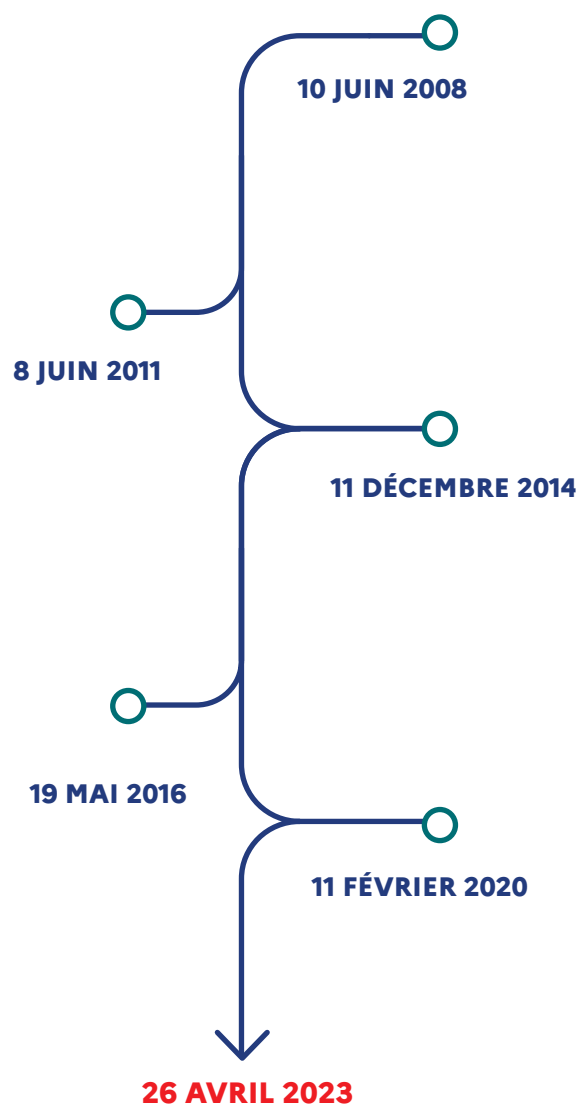 10 JUIN 2008
8 JUIN 2011
11 DÉCEMBRE 2014
19 MAI 2016
11 FÉVRIER 2020
26 AVRIL 2023